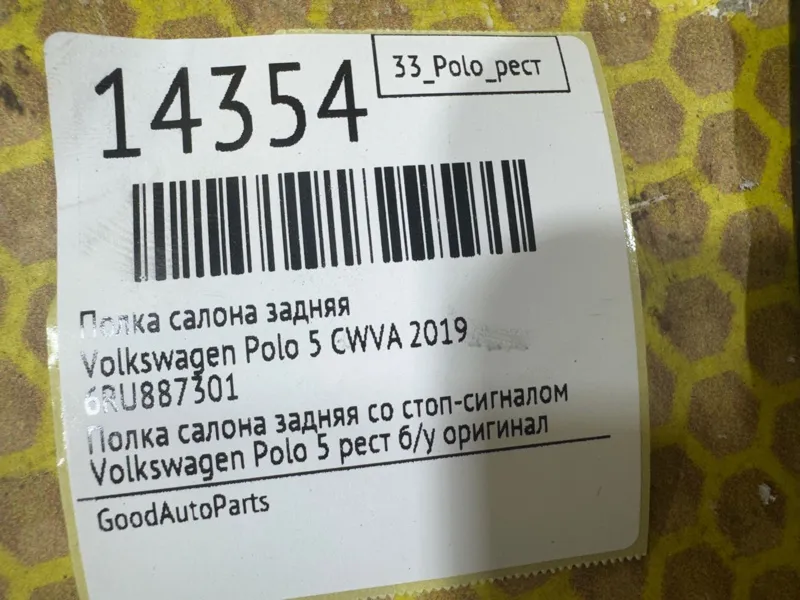 33_Polo_рест
14354
Полка салона задняя
Volkswagen Polo 5 CWVA 2019
6RU887301
Полка салона задняя со стоп-сигналом
Volkswagen Polo 5 рест б/у оригинал
GoodAutoParts